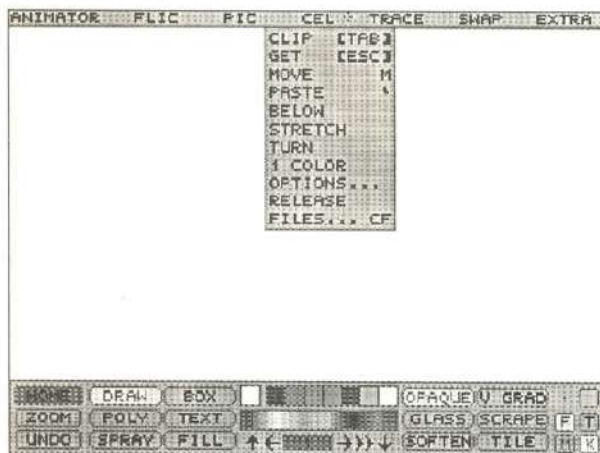 ANIMATOR FLIC PIC CEL TRACE SWAP EXTRA
CLIP [TAB]
GET [ESC]
MOVE M
PASTE
BELOW
STRETCH
TURN
1 COLOR
OPTIONS...
RELEASE
FILES... CF
HOME DRAW BOX OPAQUE V GRAD
ZOOM POLY TEXT GLASS SCRAPE F T
UNDO SPRAY FILL SOFTEN TILE M K